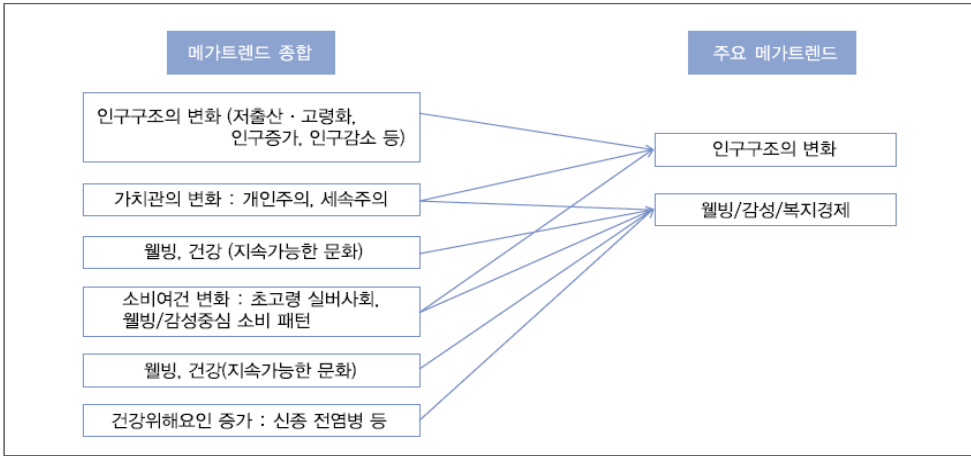 메가트렌드 종합
주요 메가트렌드
인구구조의 변화 (저출산 · 고령화,
인구증가, 인구감소 등)
인구구조의 변화
가치관의 변화 : 개인주의, 세속주의
웰빙/감성/복지경제
웰빙, 건강 (지속가능한 문화)
소비여건 변화 : 초고령 실버사회,
웰빙/감성중심 소비 패턴
웰빙, 건강(지속가능한 문화)
건강위해요인 증가 : 신종 전염병 등